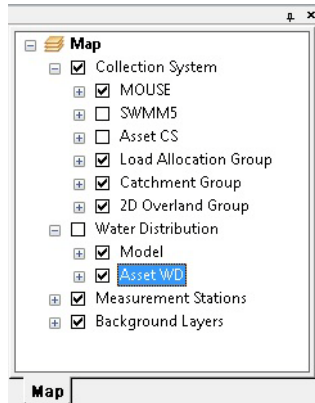 Map
Collection System
MOUSE
SWMM5
Asset CS
Load Allocation Group
Catchment Group
2D Overland Group
Water Distribution
Model
Asset WD
Measurement Stations
Background Layers
Map